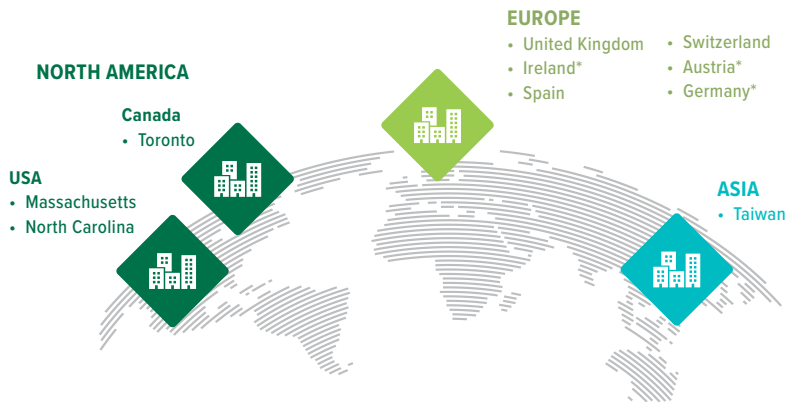 NORTH AMERICA
Canada
• Toronto
USA
• Massachusetts
• North Carolina
EUROPE
• United Kingdom
• Ireland*
• Spain
• Switzerland
• Austria*
• Germany*
ASIA
• Taiwan